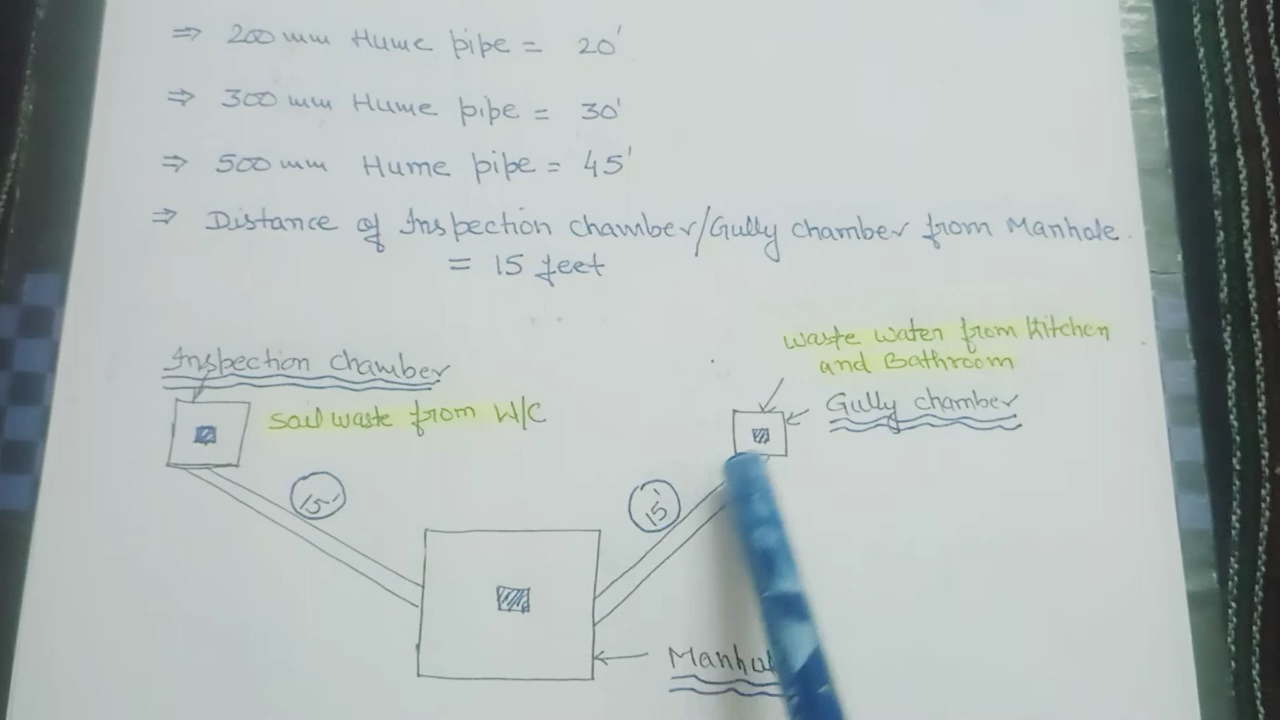 ⇒ 200 mm Hume pipe = 20'
⇒ 300 mm Hume pipe = 30'
⇒ 500 mm Hume pipe = 45'
⇒ Distance of Inspection chamber/Gully chamber from Manhole.
= 15 feet
waste water from Kitchen
and Bathroom
Inspection chamber
Gully chamber
Soil waste from W/C
15'
15'